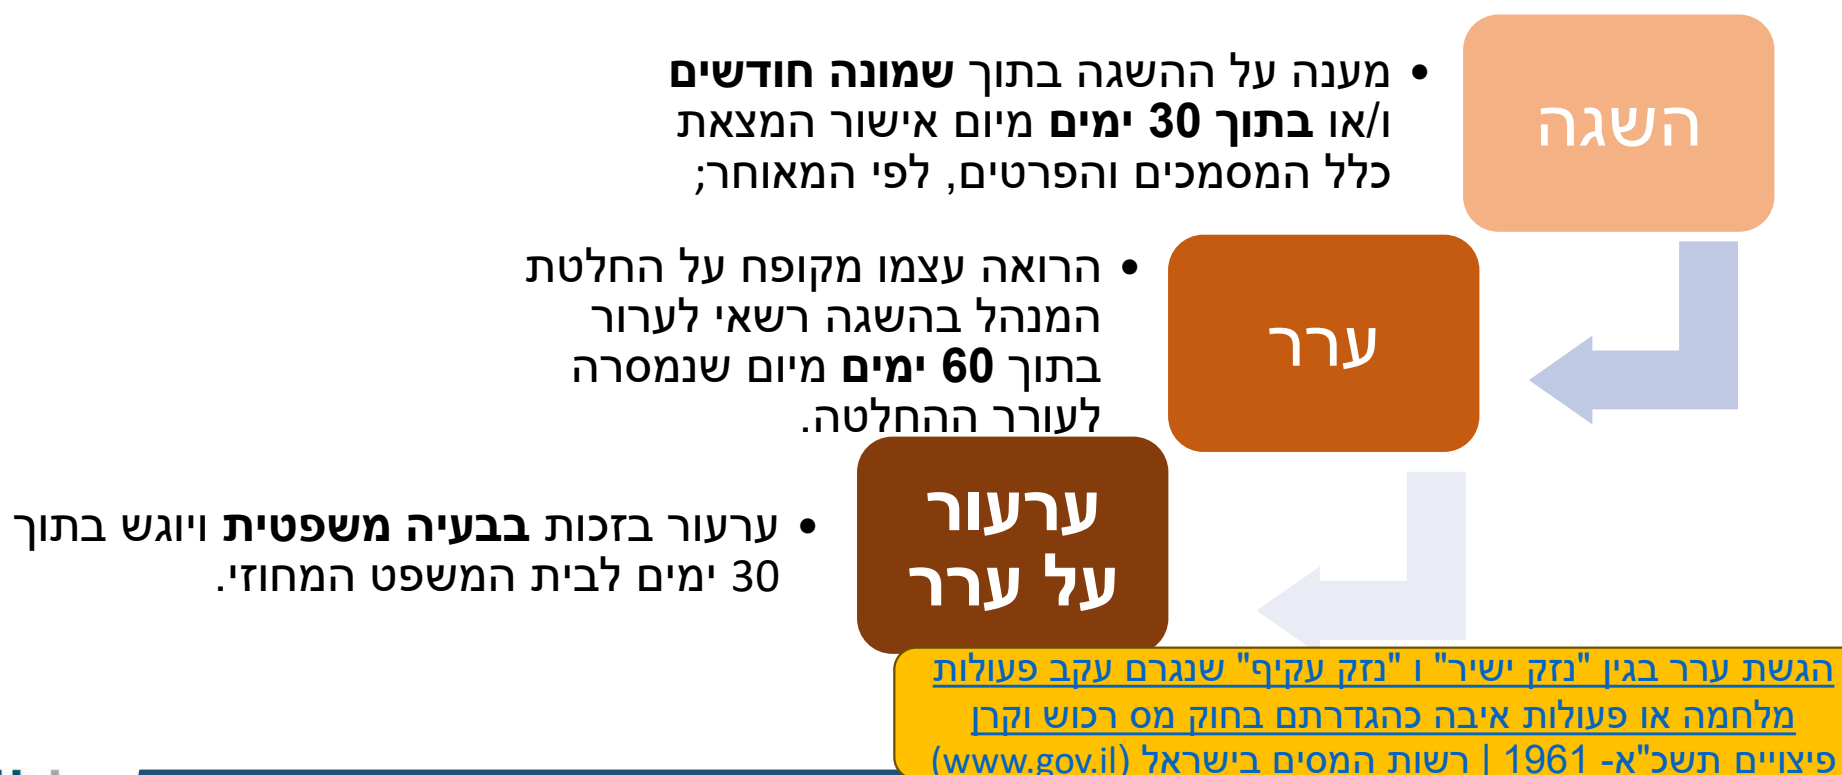 השגה
• מענה על ההשגה בתוך שמונה חודשים
ו/או בתוך 30 ימים מיום אישור המצאת
כלל המסמכים והפרטים, לפי המאוחר;
ערר
• הרואה עצמו מקופח על החלטת
המנהל בהשגה רשאי לערור
בתוך 60 ימים מיום שנמסרה
לעורר ההחלטה.
ערעור
על ערר
• ערעור בזכות בבעיה משפטית ויוגש בתוך
30 ימים לבית המשפט המחוזי.
הגשת ערר בגין "נזק ישיר" ו "נזק עקיף" שנגרם עקב פעולות
מלחמה או פעולות איבה כהגדרתם בחוק מס רכוש וקרן
פיצויים תשכ"א- 1961 | רשות המסים בישראל (www.gov.il)